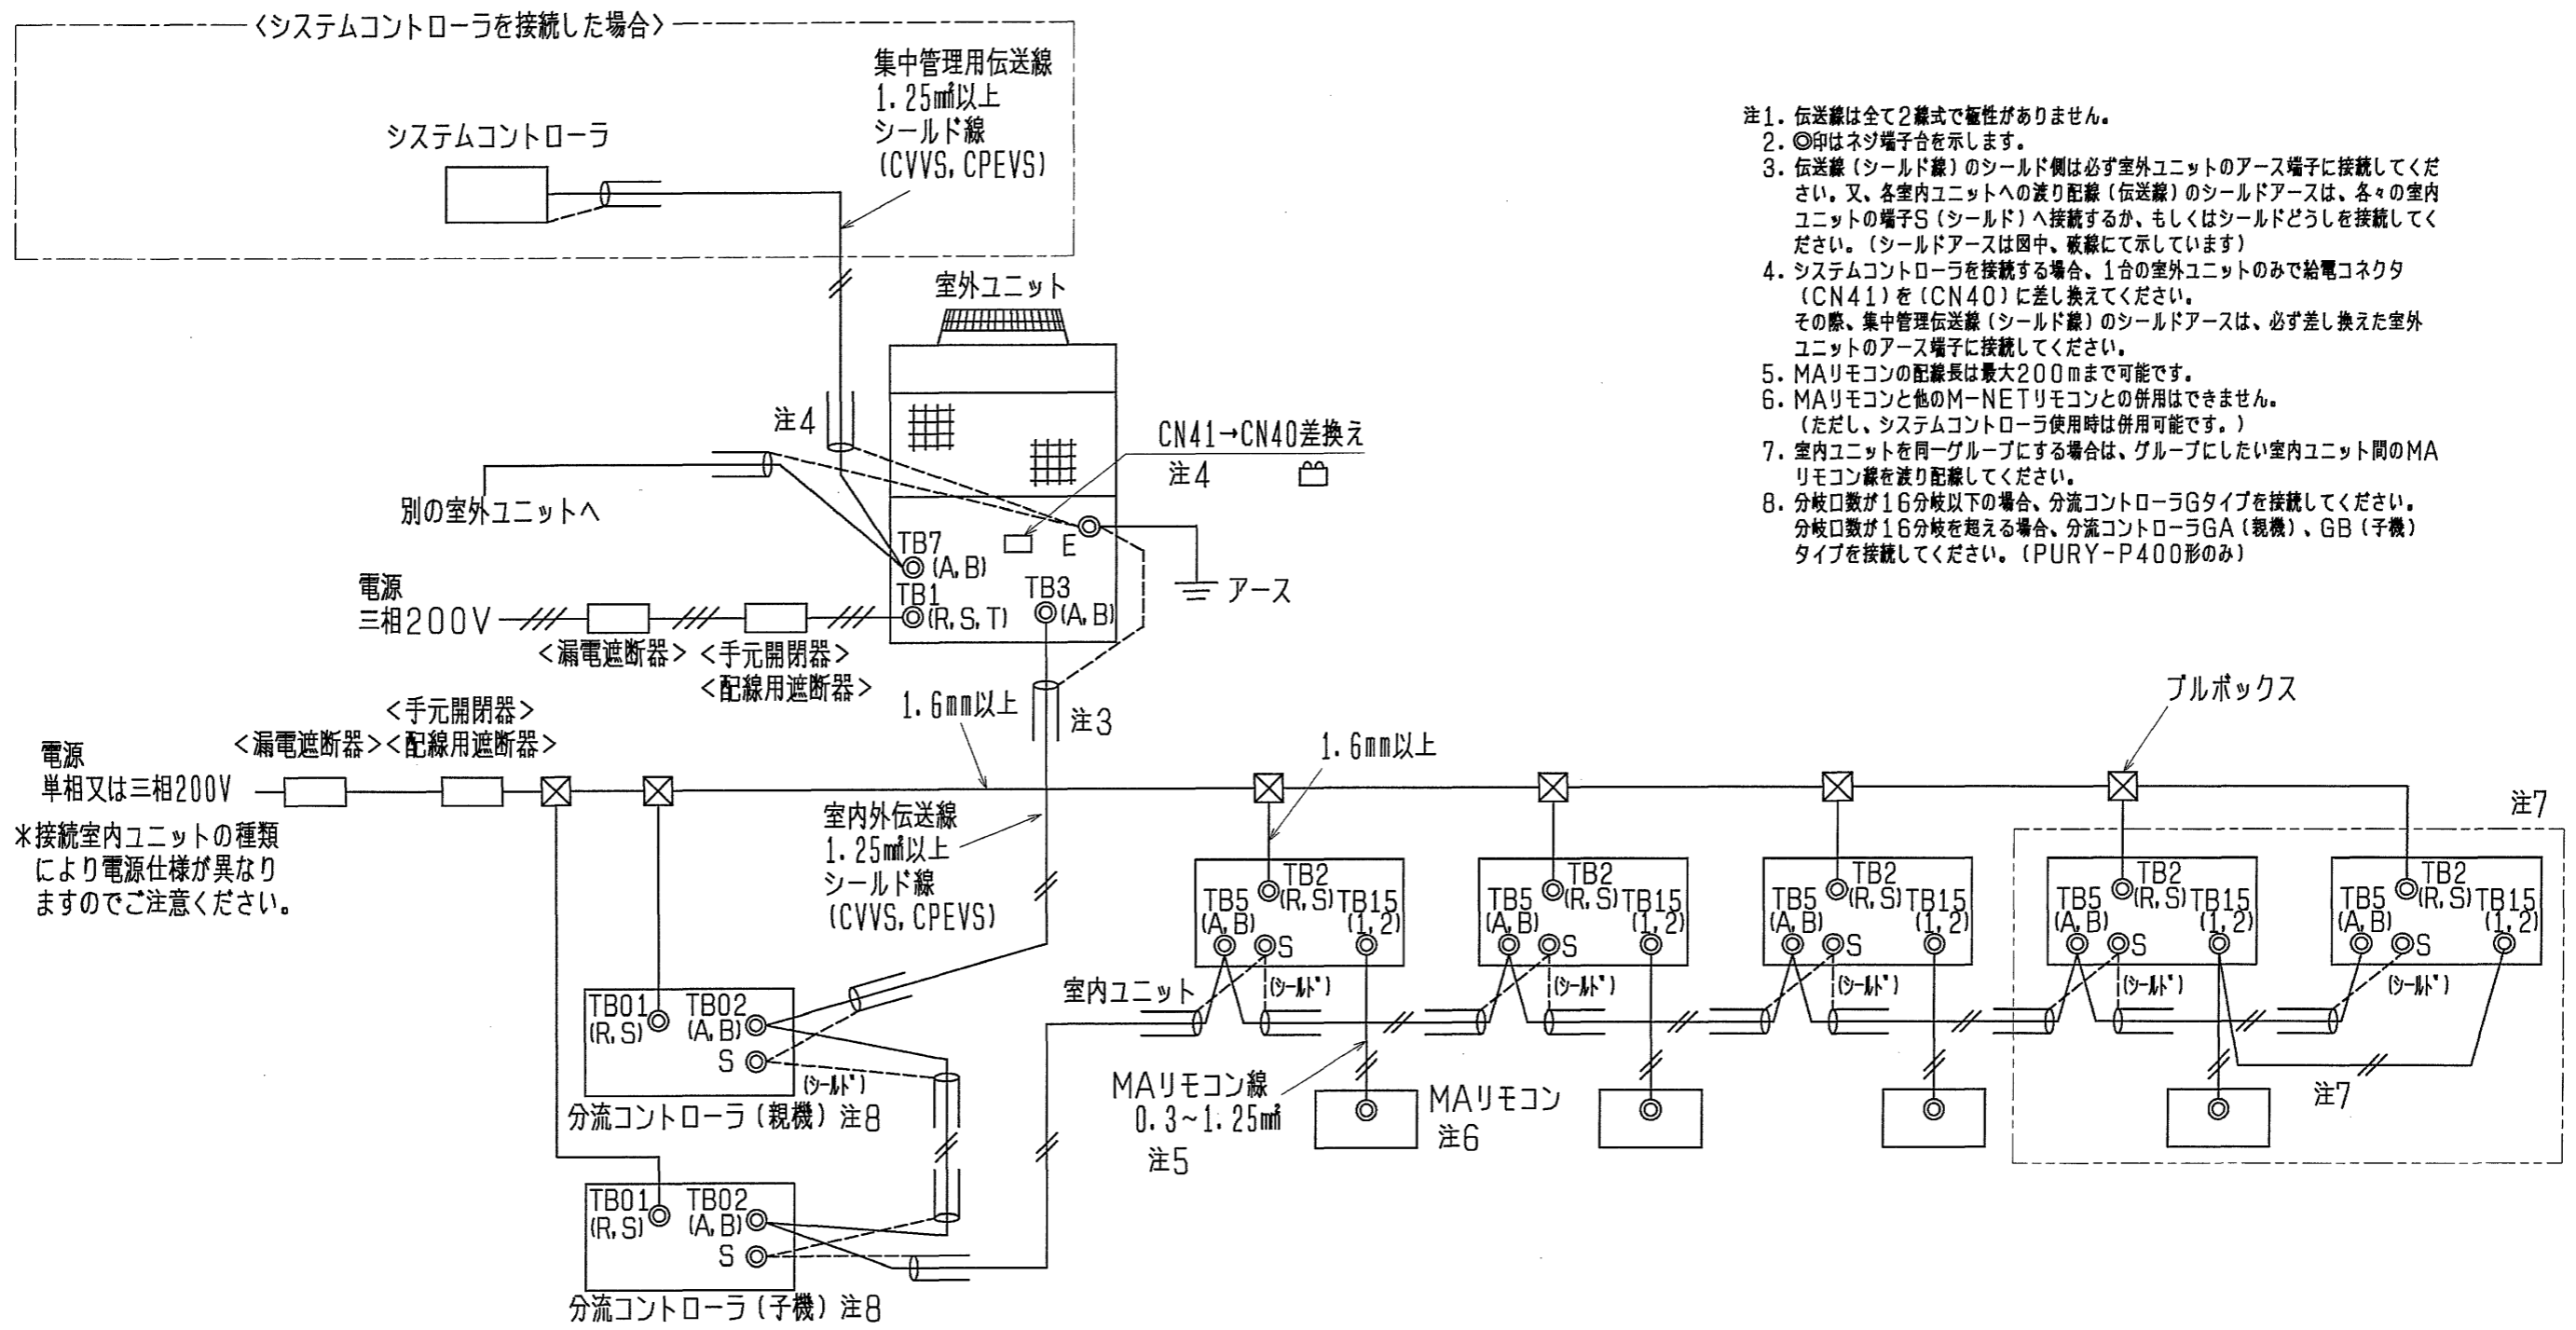 〈システムコントローラを接続した場合〉
集中管理用伝送線
1.25㎟以上
シールド線
(CVVS,CPEVS)
システムコントローラ
注1. 伝送線は全て2線式で極性がありません。
2. ◎印はネジ端子台を示します。
3. 伝送線(シールド線)のシールド側は必ず室外ユニットのアース端子に接続してくだ
さい。又、各室内ユニットへの渡り配線(伝送線)のシールドアースは、各々の室内
ユニットの端子S(シールド)へ接続するか、もしくはシールドどうしを接続してく
ださい。(シールドアースは図中、破線にて示しています)
4. システムコントローラを接続する場合、1台の室外ユニットのみで給電コネクタ
(CN41)を(CN40)に差し換えてください。
その際、集中管理伝送線(シールド線)のシールドアースは、必ず差し換えた室外
ユニットのアース端子に接続してください。
5. MAリモコンの配線長は最大200mまで可能です。
6. MAリモコンと他のM-NETリモコンとの併用はできません。
(ただし、システムコントローラ使用時は併用可能です。)
7. 室内ユニットを同一グループにする場合は、グループにしたい室内ユニット間のMA
リモコン線を渡り配線してください。
8. 分岐口数が16分岐以下の場合、分流コントローラGタイプを接続してください。
分岐口数が16分岐を超える場合、分流コントローラGA(親機)、GB(子機)
タイプを接続してください。(PURY-P400形のみ)
室外ユニット
注4
CN41→CN40差換え
注4
別の室外ユニットへ
TB7
(A,B)
E
アース
電源
三相200V
TB1
(R,S,T)
TB3
(A,B)
<漏電遮断器>
<手元開閉器>
<配線用遮断器>
1.6mm以上
注3
プルボックス
<手元開閉器>
<漏電遮断器>
<配線用遮断器>
電源
単相又は三相200V
1.6mm以上
*接続室内ユニットの種類
により電源仕様が異なり
ますのでご注意ください。
室内外伝送線
1.25㎟以上
シールド線
(CVVS,CPEVS)
注7
TB2
(R,S)
TB5
(A,B)
TB15
(1,2)
S
(シールド)
TB2
(R,S)
TB5
(A,B)
TB15
(1,2)
S
(シールド)
TB2
(R,S)
TB5
(A,B)
TB15
(1,2)
S
(シールド)
TB2
(R,S)
TB5
(A,B)
TB15
(1,2)
S
(シールド)
TB2
(R,S)
TB5
(A,B)
TB15
(1,2)
S
(シールド)
室内ユニット
TB01
(R,S)
TB02
(A,B)
S
(シールド)
分流コントローラ(親機) 注8
MAリモコン線
0.3~1.25㎟
注5
MAリモコン
注6
注7
TB01
(R,S)
TB02
(A,B)
S
分流コントローラ(子機) 注8